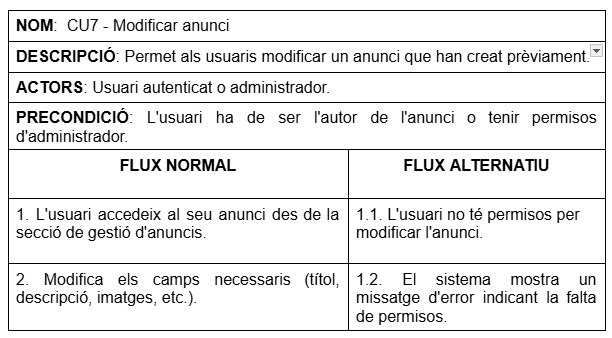 NOM: CU7 - Modificar anunci
DESCRIPCIÓ: Permet als usuaris modificar un anunci que han creat prèviament.
ACTORS: Usuari autenticat o administrador.
PRECONDICIÓ: L'usuari ha de ser l'autor de l'anunci o tenir permisos
d'administrador.
FLUX NORMAL
FLUX ALTERNATIU
1. L'usuari accedeix al seu anunci des de la
secció de gestió d'anuncis.
1.1. L'usuari no té permisos per
modificar l'anunci.
2. Modifica els camps necessaris (títol,
descripció, imatges, etc.).
1.2. El sistema mostra un
missatge d'error indicant la falta
de permisos.